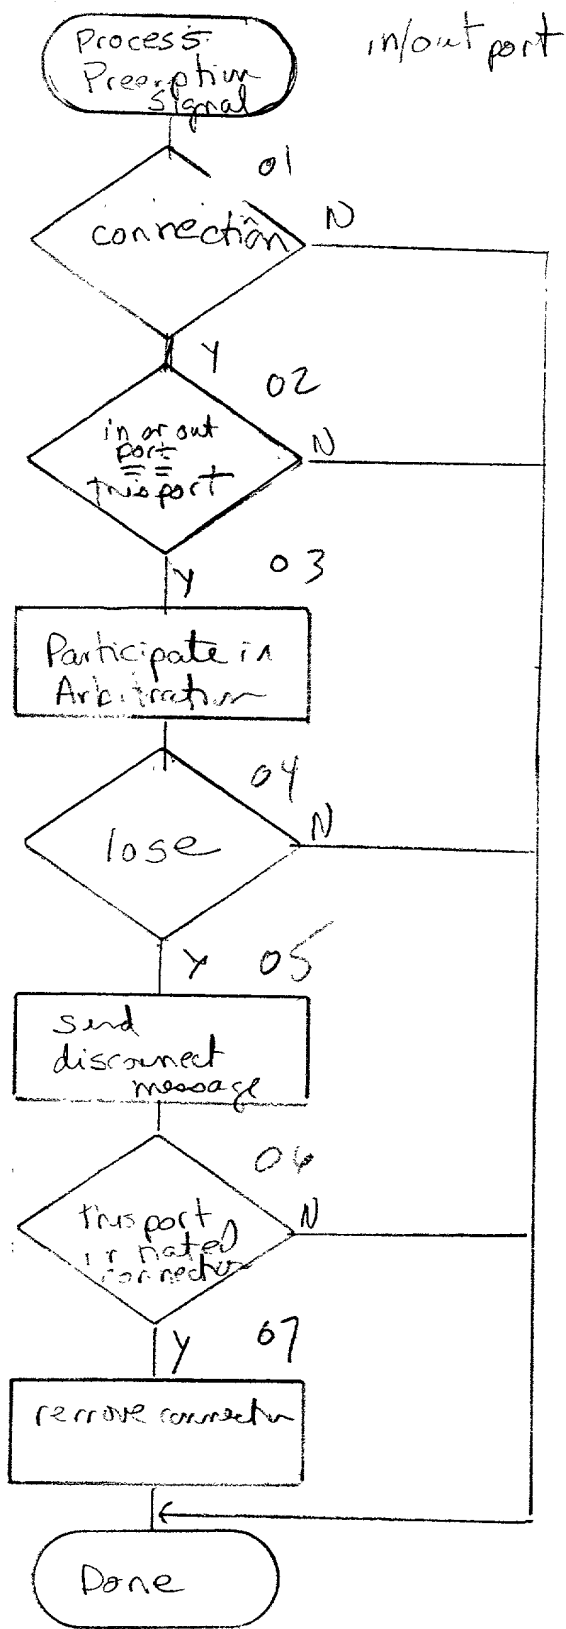 Process
in/out port
Preemption
signal
01
connection
N
Y
02
in or out
port
==
this port
N
Y
03
Participate in
Arbitration
04
lose
N
Y
05
send
disconnect
message
06
this port
connection
N
Y
07
remove connection
Done